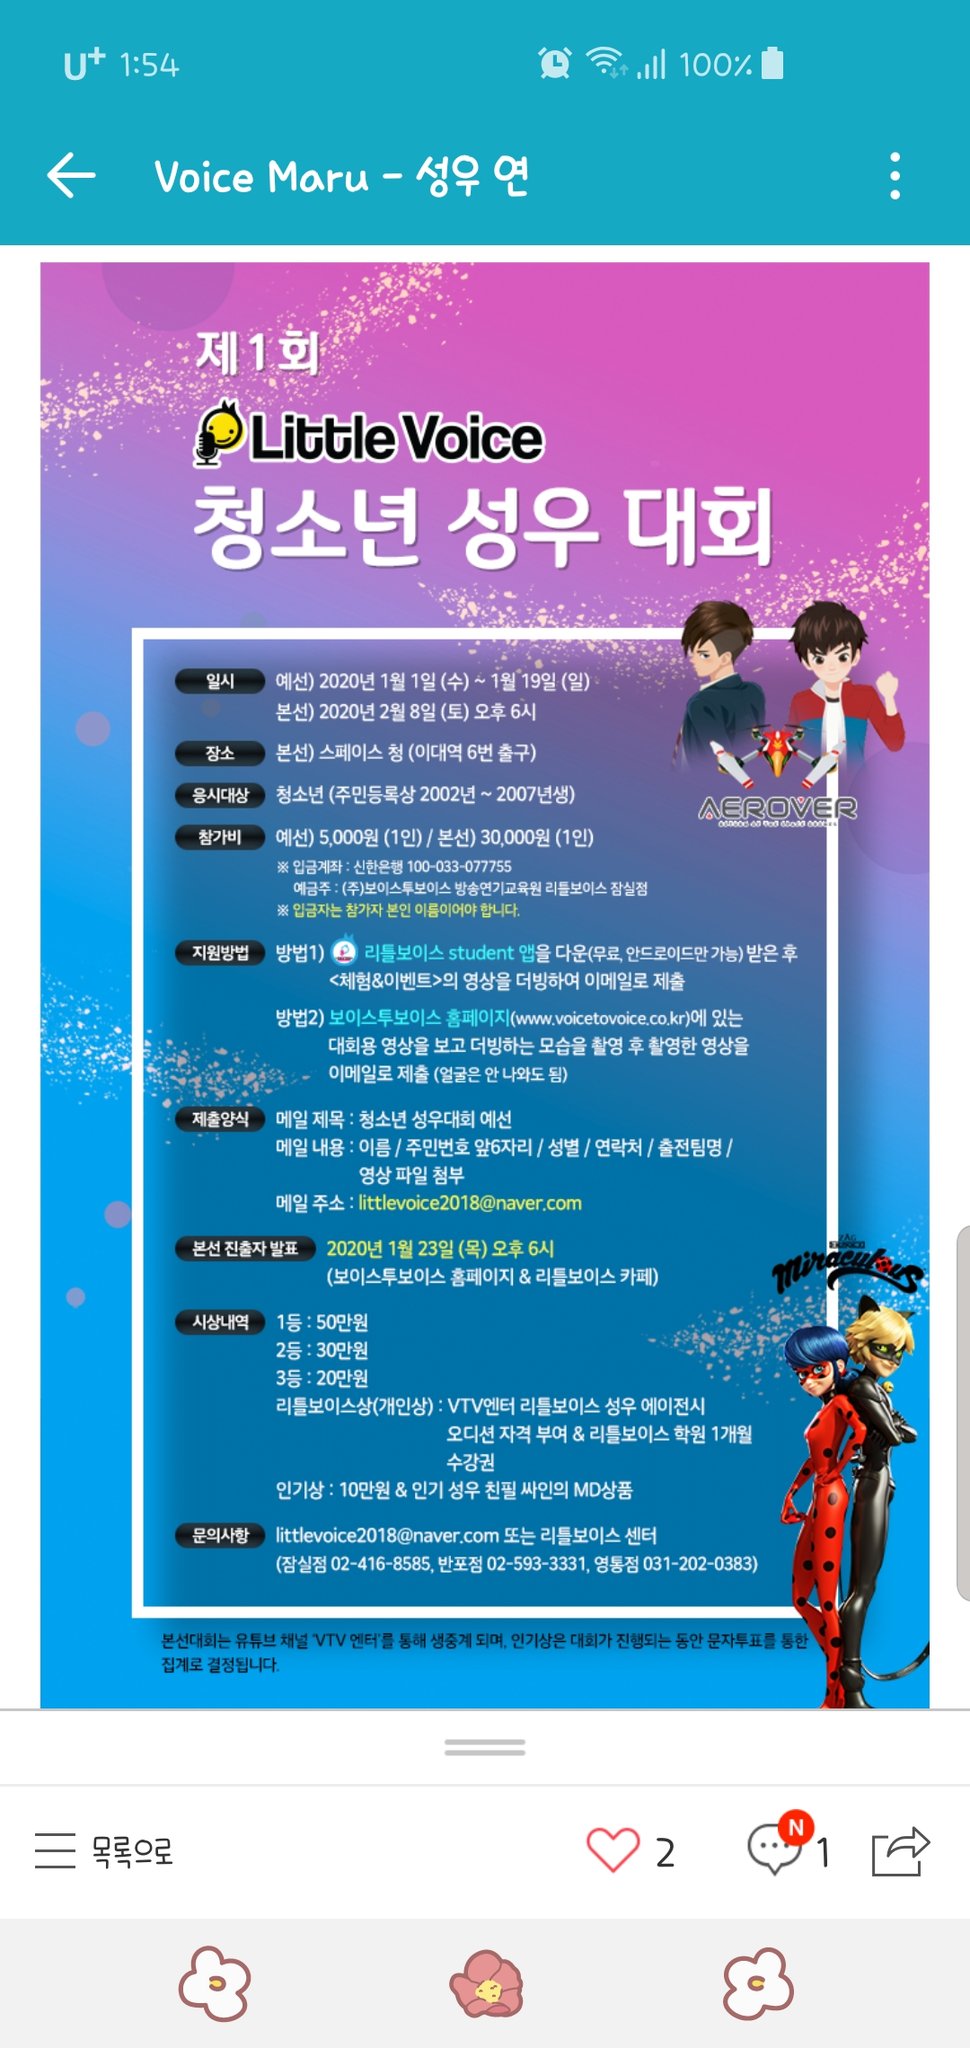 U+ 1:54 100%
Voice Maru - 성우 연
제1회
Little Voice
청소년 성우 대회
일시 예선) 2020년 1월 1일 (수) ~ 1월 19일 (일)
본선) 2020년 2월 8일 (토) 오후 6시
장소 본선) 스페이스 청 (이대역 6번 출구)
응시대상 청소년 (주민등록상 2002년 ~ 2007년생)
AEROVER
참가비 예선) 5,000원 (1인) / 본선) 30,000원 (1인)
※ 입금계좌 : 신한은행 100-033-077755
예금주 : (주)보이스투보이스 방송연기교육원 리틀보이스 잠실점
※ 입금자는 참가자 본인 이름이어야 합니다.
지원방법 방법1) 리틀보이스 student 앱을 다운(무료, 안드로이드만 가능) 받은 후
<체험&이벤트>의 영상을 더빙하여 이메일로 제출
방법2) 보이스투보이스 홈페이지(www.voicetovoice.co.kr)에 있는
대회용 영상을 보고 더빙하는 모습을 촬영 후 촬영한 영상을
이메일로 제출 (얼굴은 안 나와도 됨)
제출양식 메일 제목 : 청소년 성우대회 예선
메일 내용 : 이름 / 주민번호 앞6자리 / 성별 / 연락처 / 출전팀명 /
영상 파일 첨부
메일 주소 : littlevoice2018@naver.com
본선 진출자 발표 2020년 1월 23일 (목) 오후 6시
(보이스투보이스 홈페이지 & 리틀보이스 카페)
ZAG
Miraculous
시상내역 1등 : 50만원
2등 : 30만원
3등 : 20만원
리틀보이스상(개인상) : VTV엔터 리틀보이스 성우 에이전시
오디션 자격 부여 & 리틀보이스 학원 1개월
수강권
인기상 : 10만원 & 인기 성우 친필 싸인의 MD상품
문의사항 littlevoice2018@naver.com 또는 리틀보이스 센터
(잠실점 02-416-8585, 반포점 02-593-3331, 영통점 031-202-0383)
본선대회는 유튜브 채널 'VTV 엔터'를 통해 생중계 되며, 인기상은 대회가 진행되는 동안 문자투표를 통한
집계로 결정됩니다.
목록으로 2 N 1